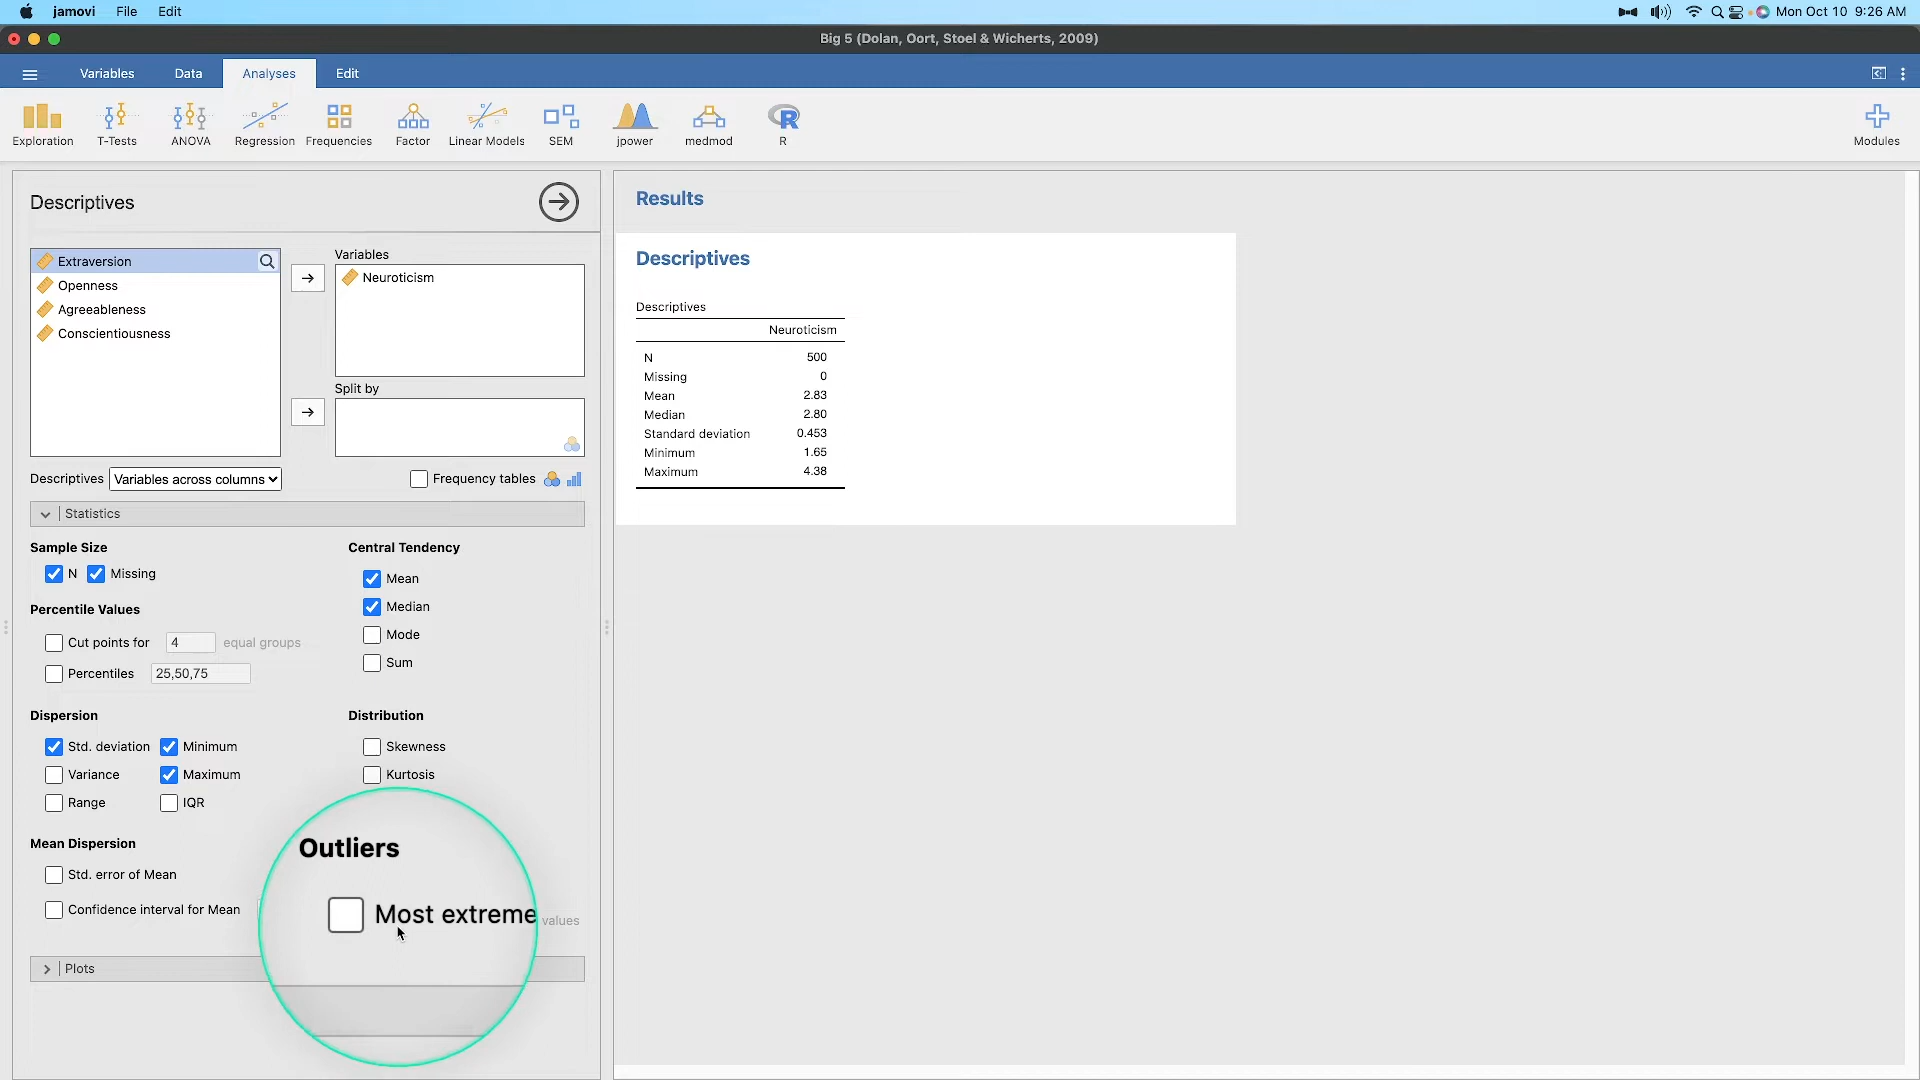 jamovi File Edit Mon Oct 10 9:26 AM
Big 5 (Dolan, Oort, Stoel & Wicherts, 2009)
Variables Data Analyses Edit
Exploration T-Tests ANOVA Regression Frequencies Factor Linear Models SEM jpower medmod R Modules
Descriptives
Extraversion
Openness
Agreeableness
Conscientiousness
Variables
Neuroticism
Split by
Descriptives Variables across columns Frequency tables
Statistics
Sample Size
N Missing
Percentile Values
Cut points for 4 equal groups
Percentiles 25,50,75
Central Tendency
Mean
Median
Mode
Sum
Dispersion
Std. deviation Minimum
Variance Maximum
Range IQR
Distribution
Skewness
Kurtosis
Mean Dispersion
Std. error of Mean
Confidence interval for Mean
Outliers
Most extreme values
Plots
Results
Descriptives
Descriptives
Neuroticism
N 500
Missing 0
Mean 2.83
Median 2.80
Standard deviation 0.453
Minimum 1.65
Maximum 4.38